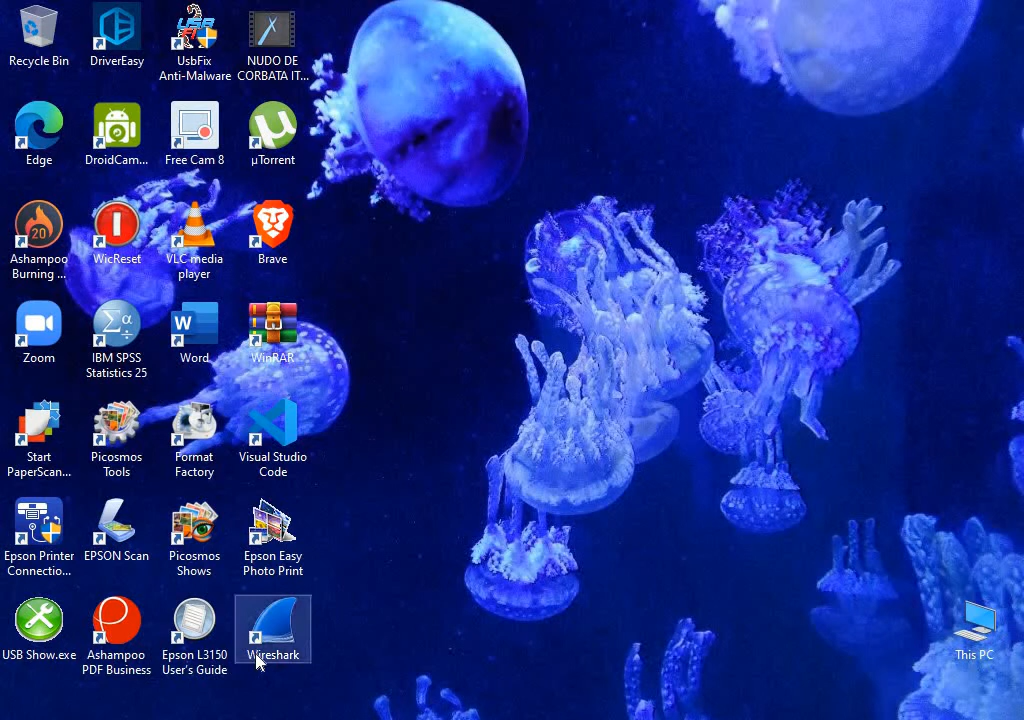 Recycle Bin
DriverEasy
UsbFix
Anti-Malware
NUDO DE
CORBATA IT...
Edge
DroidCam...
Free Cam 8
µTorrent
Ashampoo
Burning ...
WicReset
VLC media
player
Brave
Zoom
IBM SPSS
Statistics 25
Word
WinRAR
Start
PaperScan...
Picosmos
Tools
Format
Factory
Visual Studio
Code
Epson Printer
Connectio...
EPSON Scan
Picosmos
Shows
Epson Easy
Photo Print
USB Show.exe
Ashampoo
PDF Business
Epson L3150
User's Guide
Wireshark
This PC